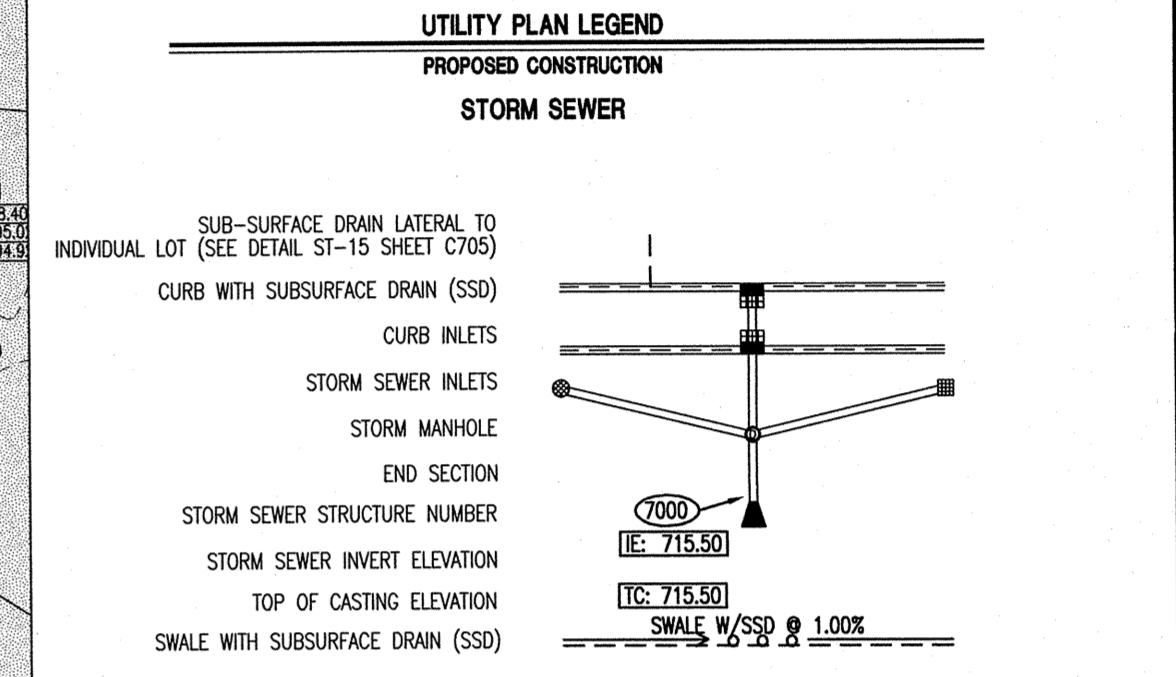 UTILITY PLAN LEGEND
PROPOSED CONSTRUCTION
STORM SEWER
SUB-SURFACE DRAIN LATERAL TO
INDIVIDUAL LOT (SEE DETAIL ST-15 SHEET C705)
CURB WITH SUBSURFACE DRAIN (SSD)
CURB INLETS
STORM SEWER INLETS
STORM MANHOLE
END SECTION
STORM SEWER STRUCTURE NUMBER
7000
STORM SEWER INVERT ELEVATION
IE: 715.50
TOP OF CASTING ELEVATION
TC: 715.50
SWALE WITH SUBSURFACE DRAIN (SSD)
SWALE W/SSD @ 1.00%